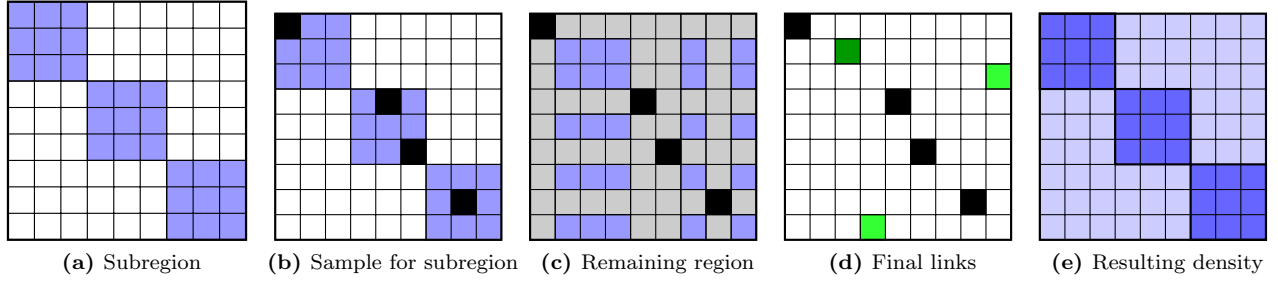 (a) Subregion
(b) Sample for subregion
(c) Remaining region
(d) Final links
(e) Resulting density